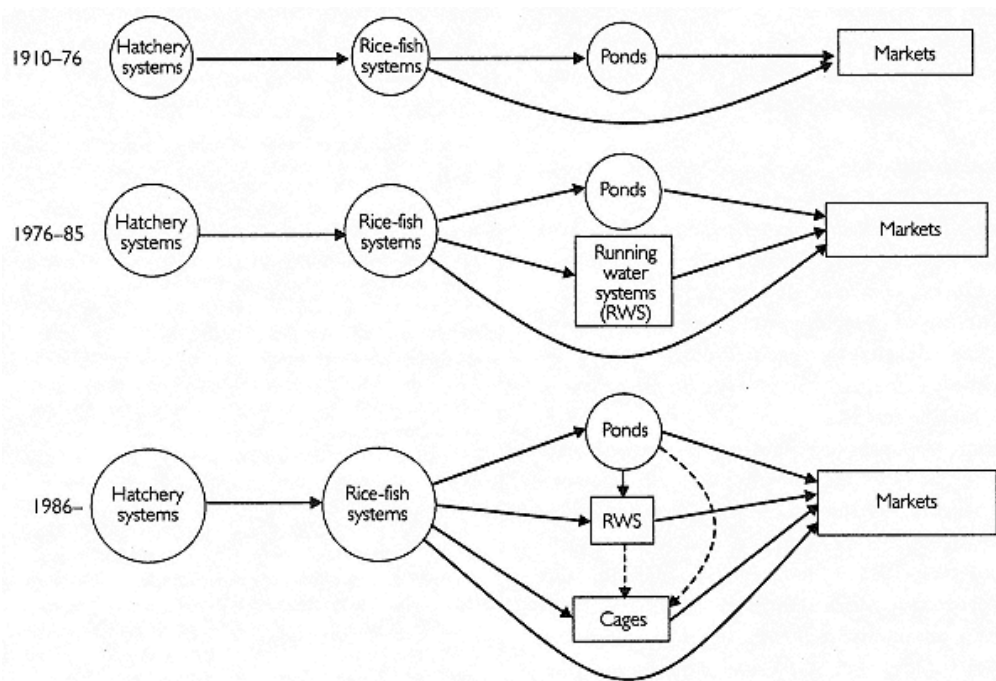 1910–76
Hatchery
systems
Rice-fish
systems
Ponds
Markets
1976–85
Hatchery
systems
Rice-fish
systems
Ponds
Running
water
systems
(RWS)
Markets
1986–
Hatchery
systems
Rice-fish
systems
Ponds
RWS
Cages
Markets